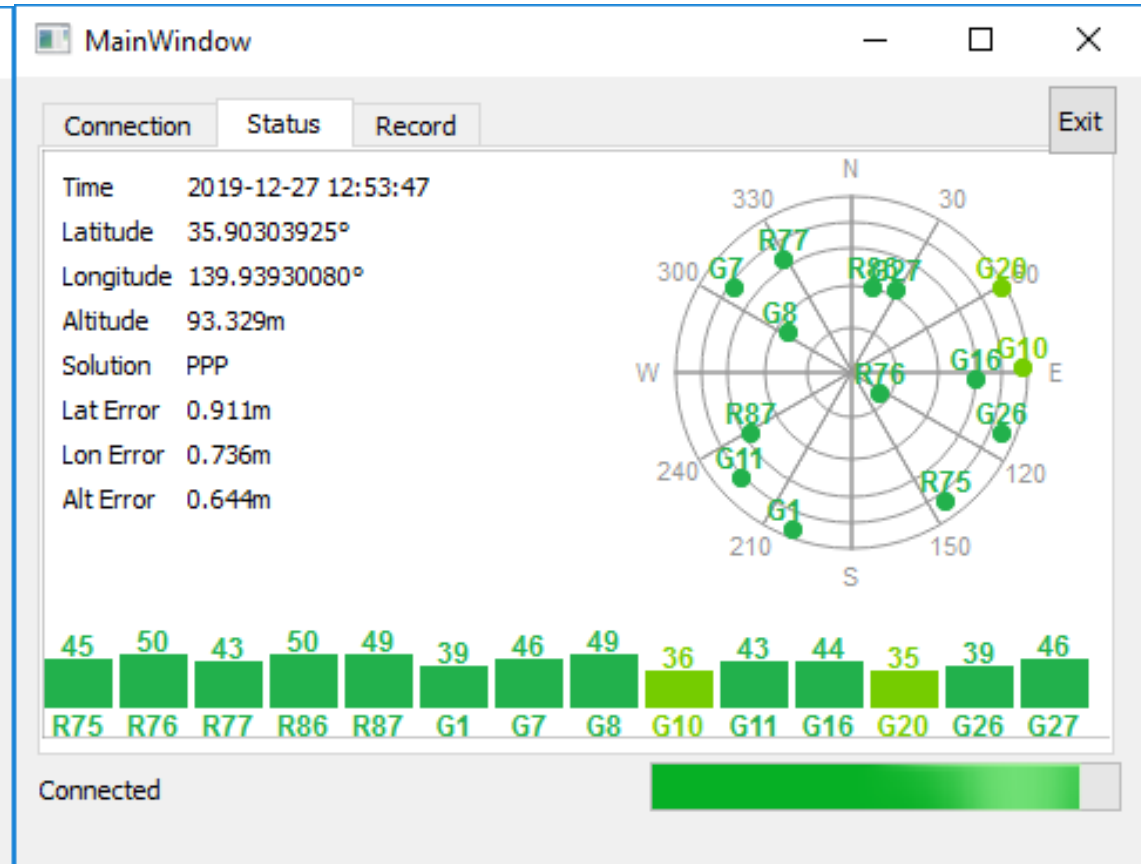 MainWindow
Connection Status Record Exit
Time 2019-12-27 12:53:47
Latitude 35.90303925°
Longitude 139.93930080°
Altitude 93.329m
Solution PPP
Lat Error 0.911m
Lon Error 0.736m
Alt Error 0.644m
N
330 30
R77
300 G7 R86 G27 G20 60
G8
G16 G10
W R76 E
R87 G26
240 G11 R75 120
G1
210 150
S
45 50 43 50 49 39 46 49 36 43 44 35 39 46
R75 R76 R77 R86 R87 G1 G7 G8 G10 G11 G16 G20 G26 G27
Connected